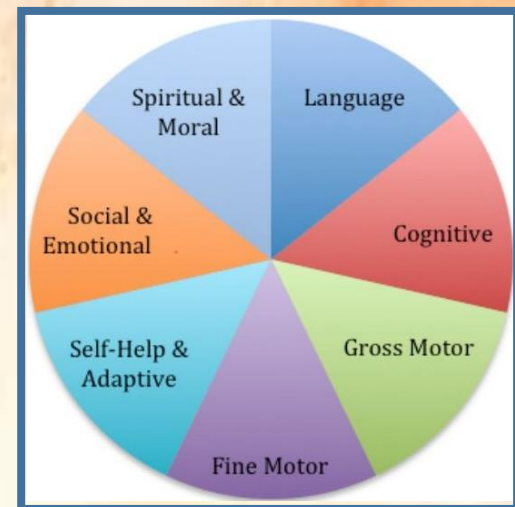 Spiritual &
Moral
Language
Social &
Emotional
Cognitive
Self-Help &
Adaptive
Gross Motor
Fine Motor